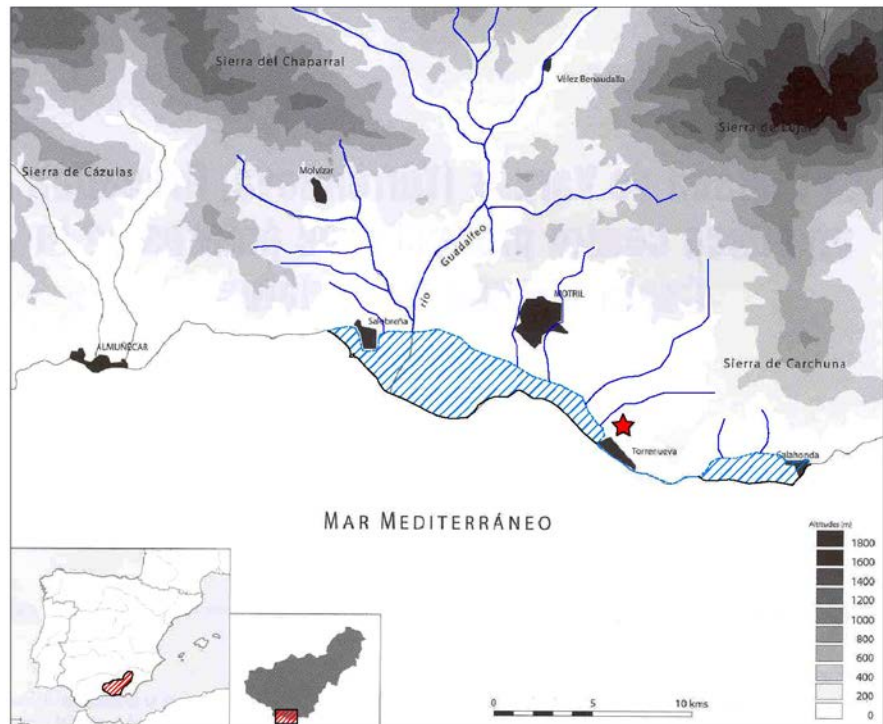 Sierra del Chaparral
Vélez Benaudalla
Sierra de Lújar
Sierra de Cázulas
Molvízar
río Guadalfeo
MOTRIL
Salobreña
ALMUÑÉCAR
Sierra de Carchuna
Torrenueva
Calahonda
MAR MEDITERRÁNEO
Altitudes (m)
1800
1600
1400
1200
1000
800
600
400
200
0
0 5 10 kms